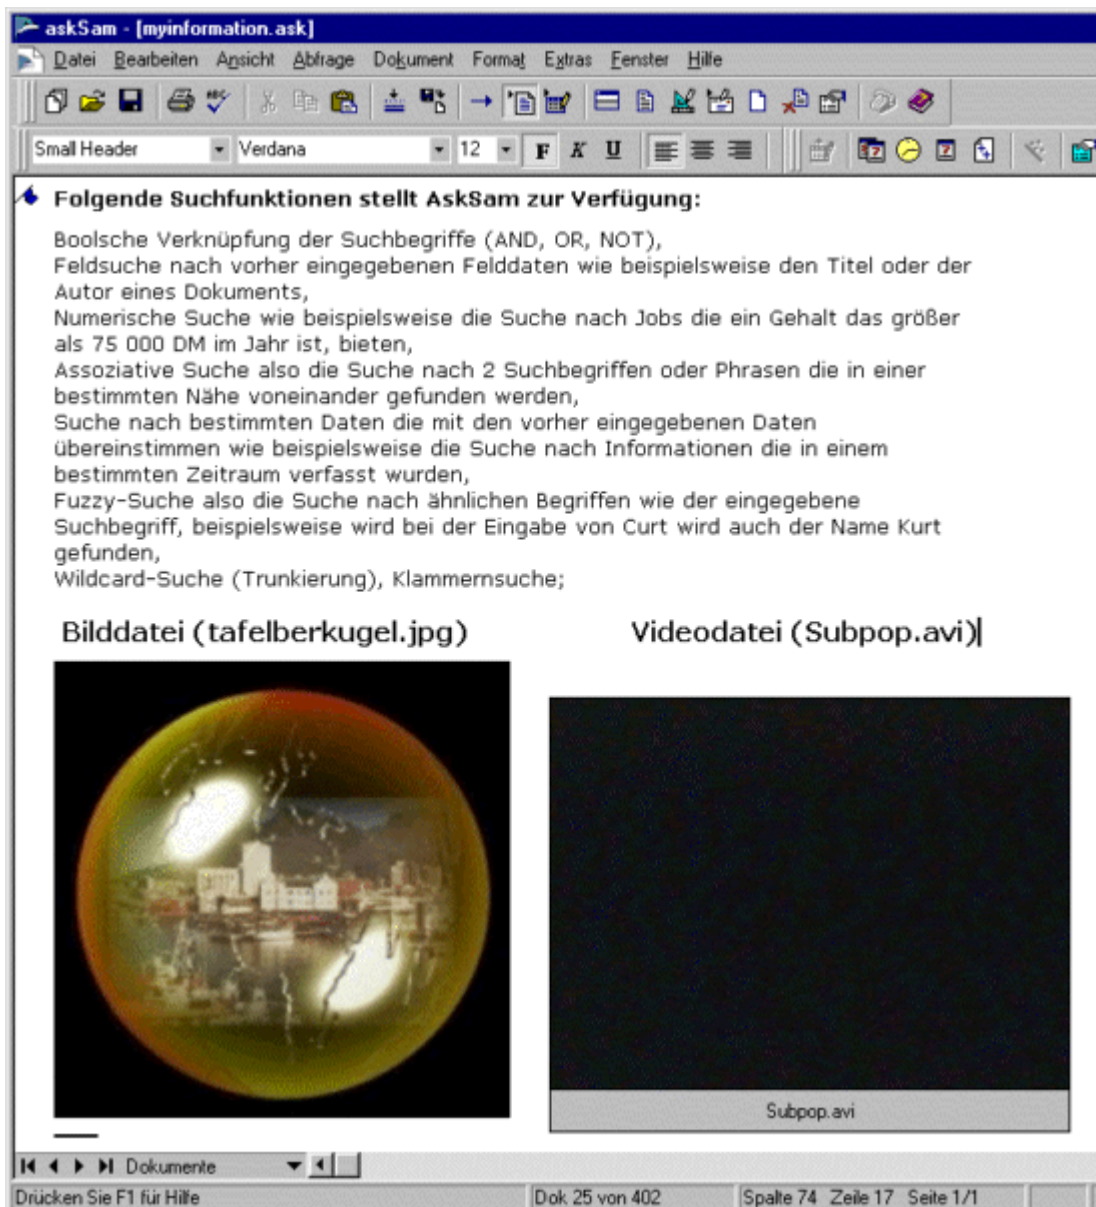 askSam - [myinformation.ask]
Datei Bearbeiten Ansicht Abfrage Dokument Format Extras Fenster Hilfe
Small Header Verdana 12 F K U
Folgende Suchfunktionen stellt AskSam zur Verfügung:
Boolsche Verknüpfung der Suchbegriffe (AND, OR, NOT),
Feldsuche nach vorher eingegebenen Felddaten wie beispielsweise den Titel oder der
Autor eines Dokuments,
Numerische Suche wie beispielsweise die Suche nach Jobs die ein Gehalt das größer
als 75 000 DM im Jahr ist, bieten,
Assoziative Suche also die Suche nach 2 Suchbegriffen oder Phrasen die in einer
bestimmten Nähe voneinander gefunden werden,
Suche nach bestimmten Daten die mit den vorher eingegebenen Daten
übereinstimmen wie beispielsweise die Suche nach Informationen die in einem
bestimmten Zeitraum verfasst wurden,
Fuzzy-Suche also die Suche nach ähnlichen Begriffen wie der eingegebene
Suchbegriff, beispielsweise wird bei der Eingabe von Curt wird auch der Name Kurt
gefunden,
Wildcard-Suche (Trunkierung), Klammernsuche;
Bilddatei (tafelberkugel.jpg) Videodatei (Subpop.avi)
Subpop.avi
Dokumente
Drücken Sie F1 für Hilfe Dok 25 von 402 Spalte 74 Zeile 17 Seite 1/1